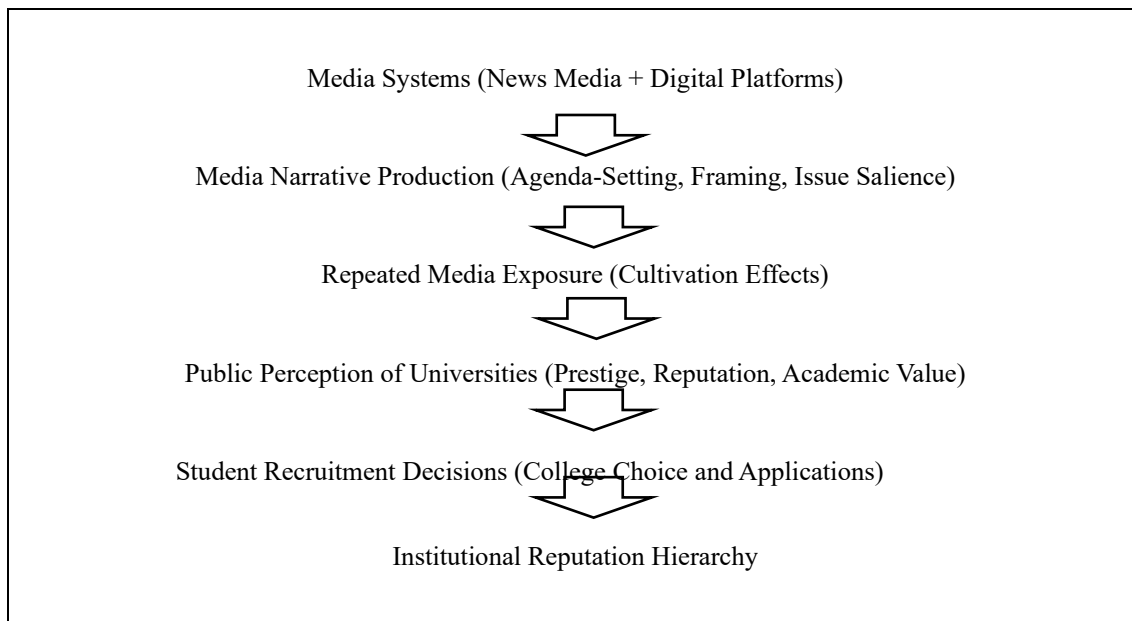 Media Systems (News Media + Digital Platforms)
Media Narrative Production (Agenda-Setting, Framing, Issue Salience)
Repeated Media Exposure (Cultivation Effects)
Public Perception of Universities (Prestige, Reputation, Academic Value)
Student Recruitment Decisions (College Choice and Applications)
Institutional Reputation Hierarchy